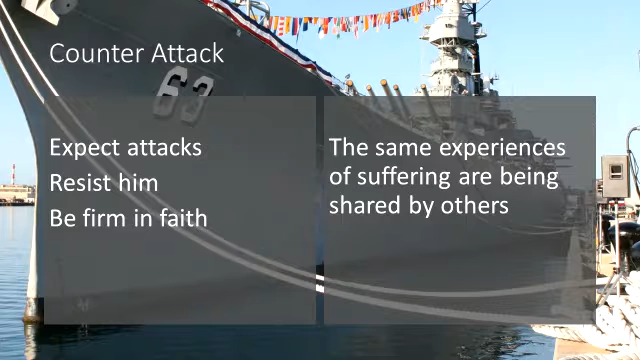 Counter Attack
63
Expect attacks
Resist him
Be firm in faith
The same experiences
of suffering are being
shared by others